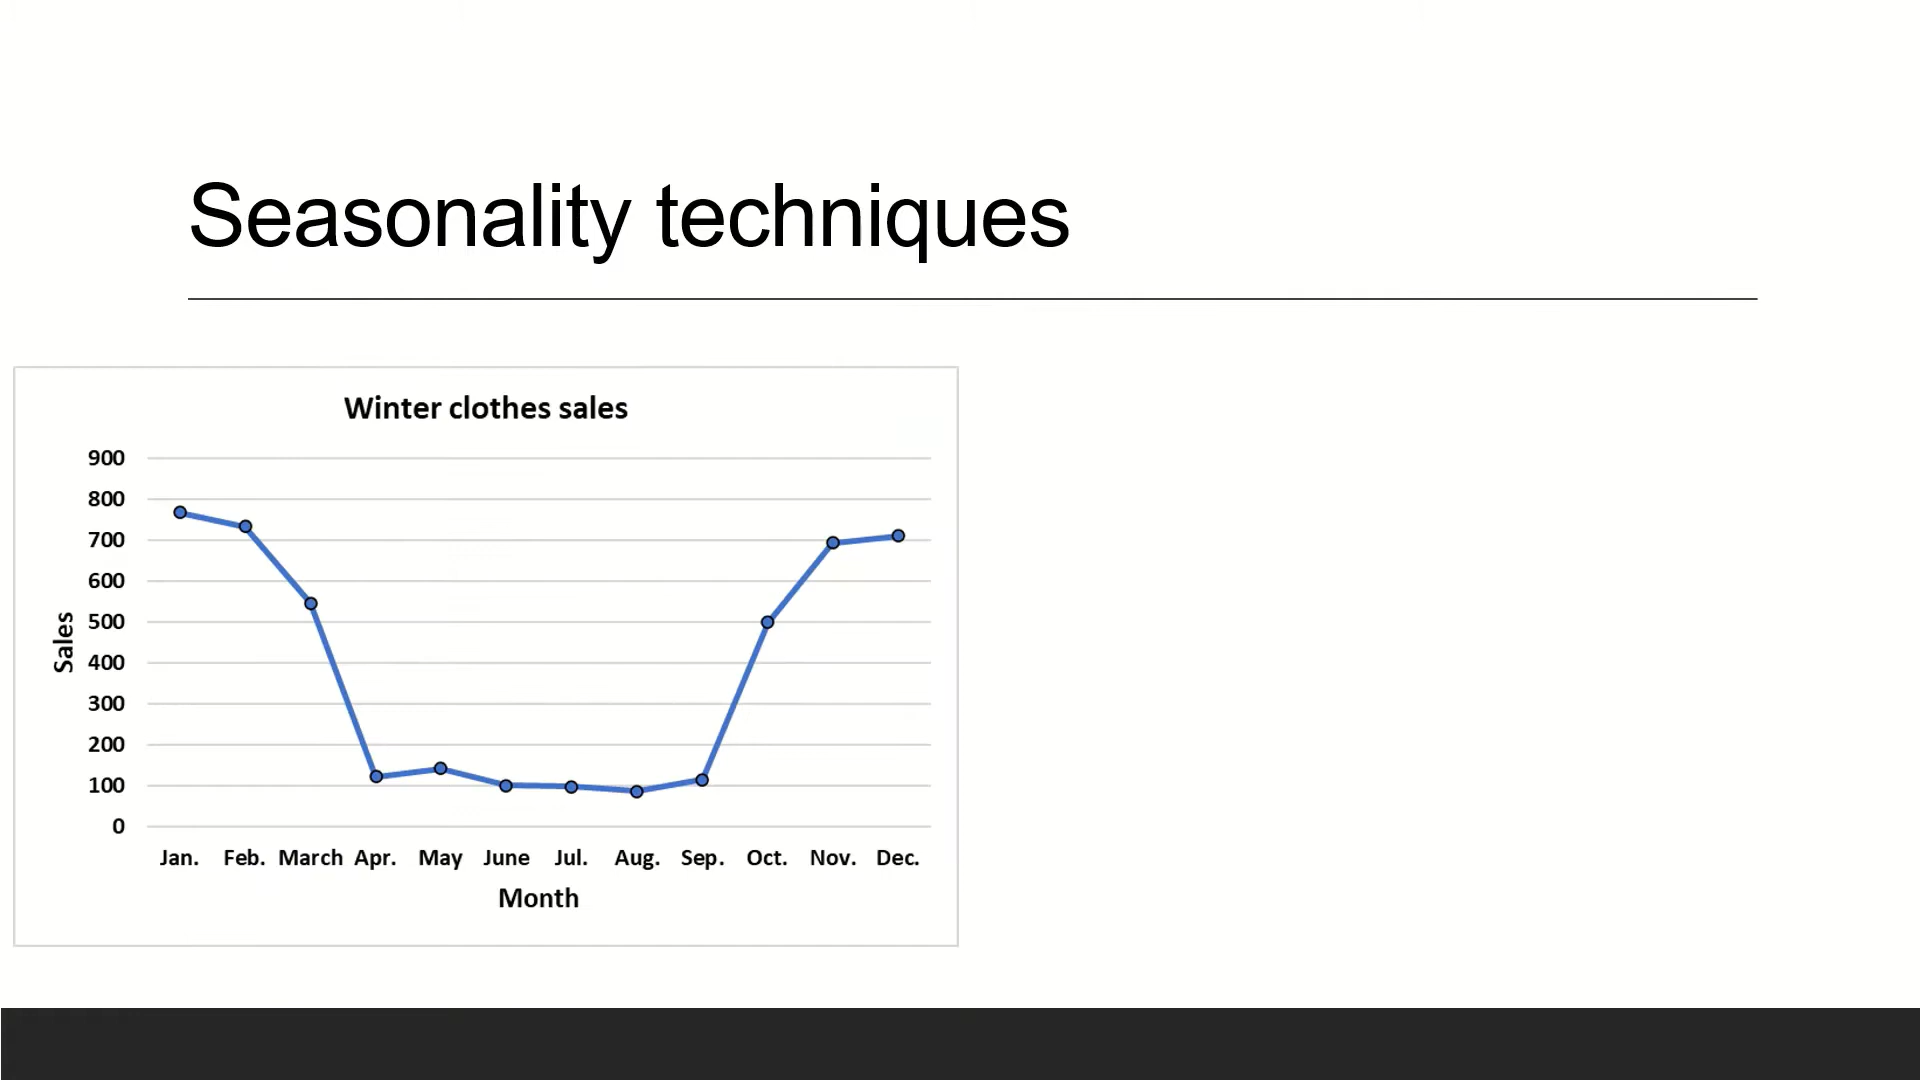 Seasonality techniques
Winter clothes sales
900
800
700
600
500
400
300
200
100
0
Sales
Jan. Feb. March Apr. May June Jul. Aug. Sep. Oct. Nov. Dec.
Month